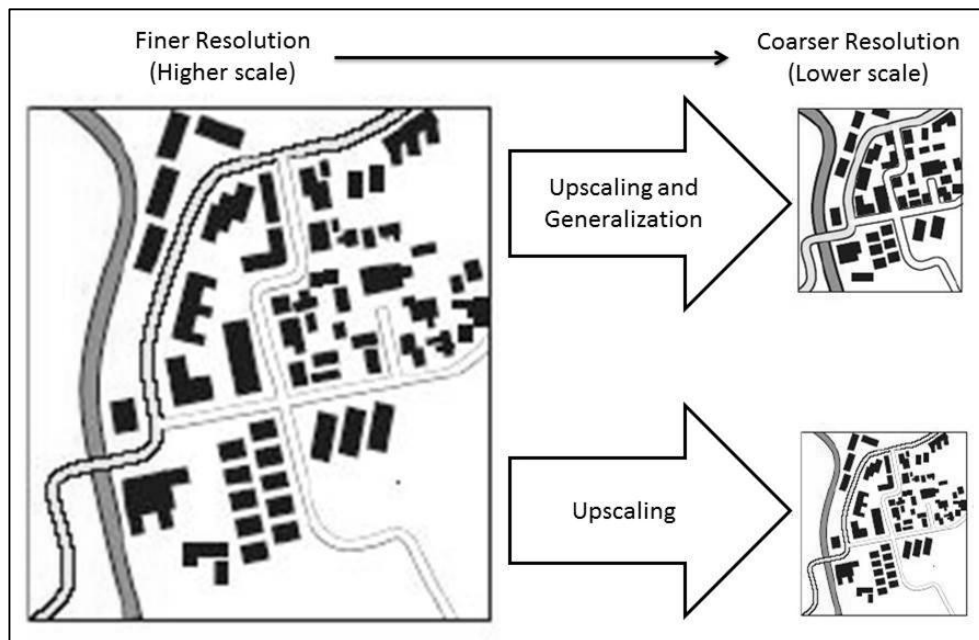 Finer Resolution
(Higher scale)
Coarser Resolution
(Lower scale)
Upscaling and
Generalization
Upscaling